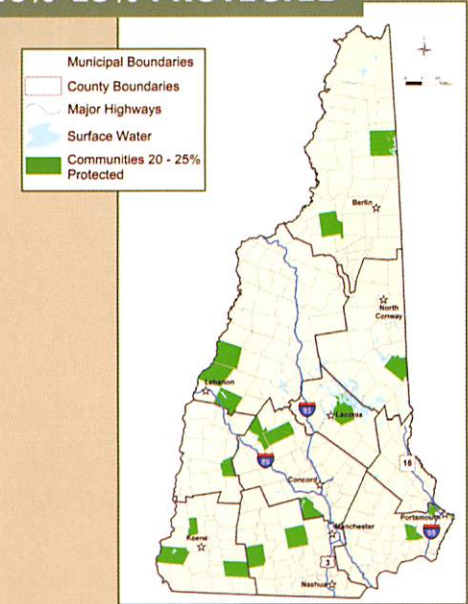 PROTECTED
Municipal Boundaries
County Boundaries
Major Highways
Surface Water
Communities 20 - 25%
Protected
Berlin
North
Conway
Lebanon
93
Laconia
89
16
Concord
Portsmouth
Manchester
Keene
3
Nashua